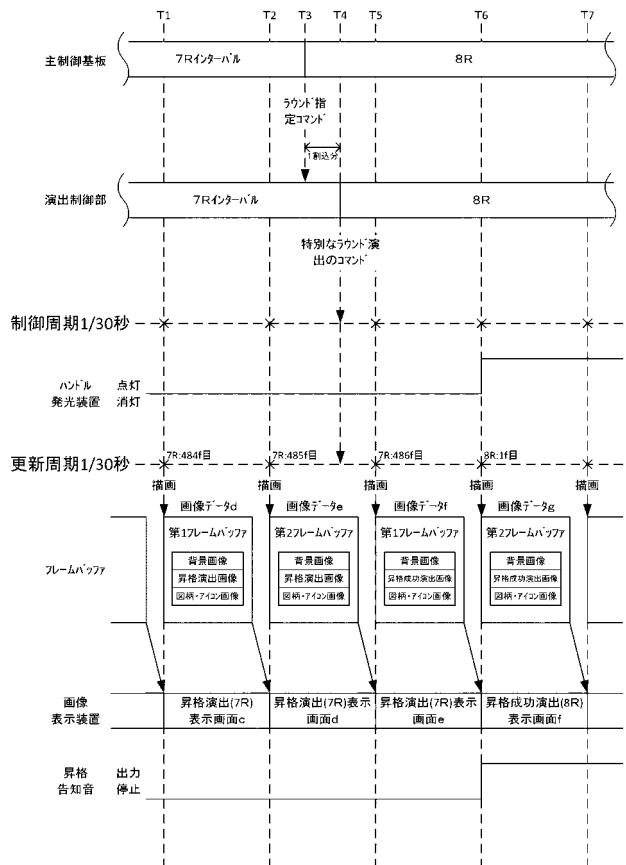 T1 T2 T3 T4 T5 T6 T7
主制御基板
7Rインターバル
8R
ラウンド指
定コマンド
1割込分
演出制御部
7Rインターバル
8R
特別なラウンド演
出のコマンド
制御周期1/30秒
ハンドル 点灯
発光装置 消灯
更新周期1/30秒
7R:484f目 7R:485f目 7R:486f目 8R:1f目
描画 描画 描画 描画 描画
画像データd 画像データe 画像データf 画像データg
第1フレームバッファ 第2フレームバッファ 第1フレームバッファ 第2フレームバッファ
フレームバッファ
背景画像 背景画像 背景画像 背景画像
昇格演出画像 昇格演出画像 昇格成功演出画像 昇格成功演出画像
図柄・アイコン画像 図柄・アイコン画像 図柄・アイコン画像 図柄・アイコン画像
画像
表示装置
昇格演出(7R) 昇格演出(7R)表示 昇格演出(7R)表示 昇格成功演出(8R)
表示画面c 画面d 画面e 表示画面f
昇格 出力
告知音 停止